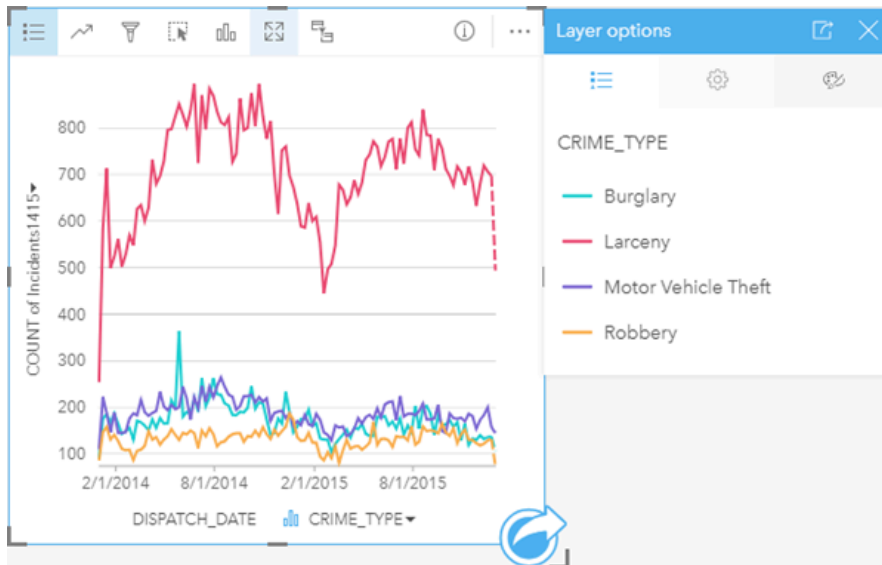 Layer options
800
700
600
500
400
300
200
100
COUNT of Incidents1415
2/1/2014 8/1/2014 2/1/2015 8/1/2015
DISPATCH_DATE CRIME_TYPE
CRIME_TYPE
Burglary
Larceny
Motor Vehicle Theft
Robbery